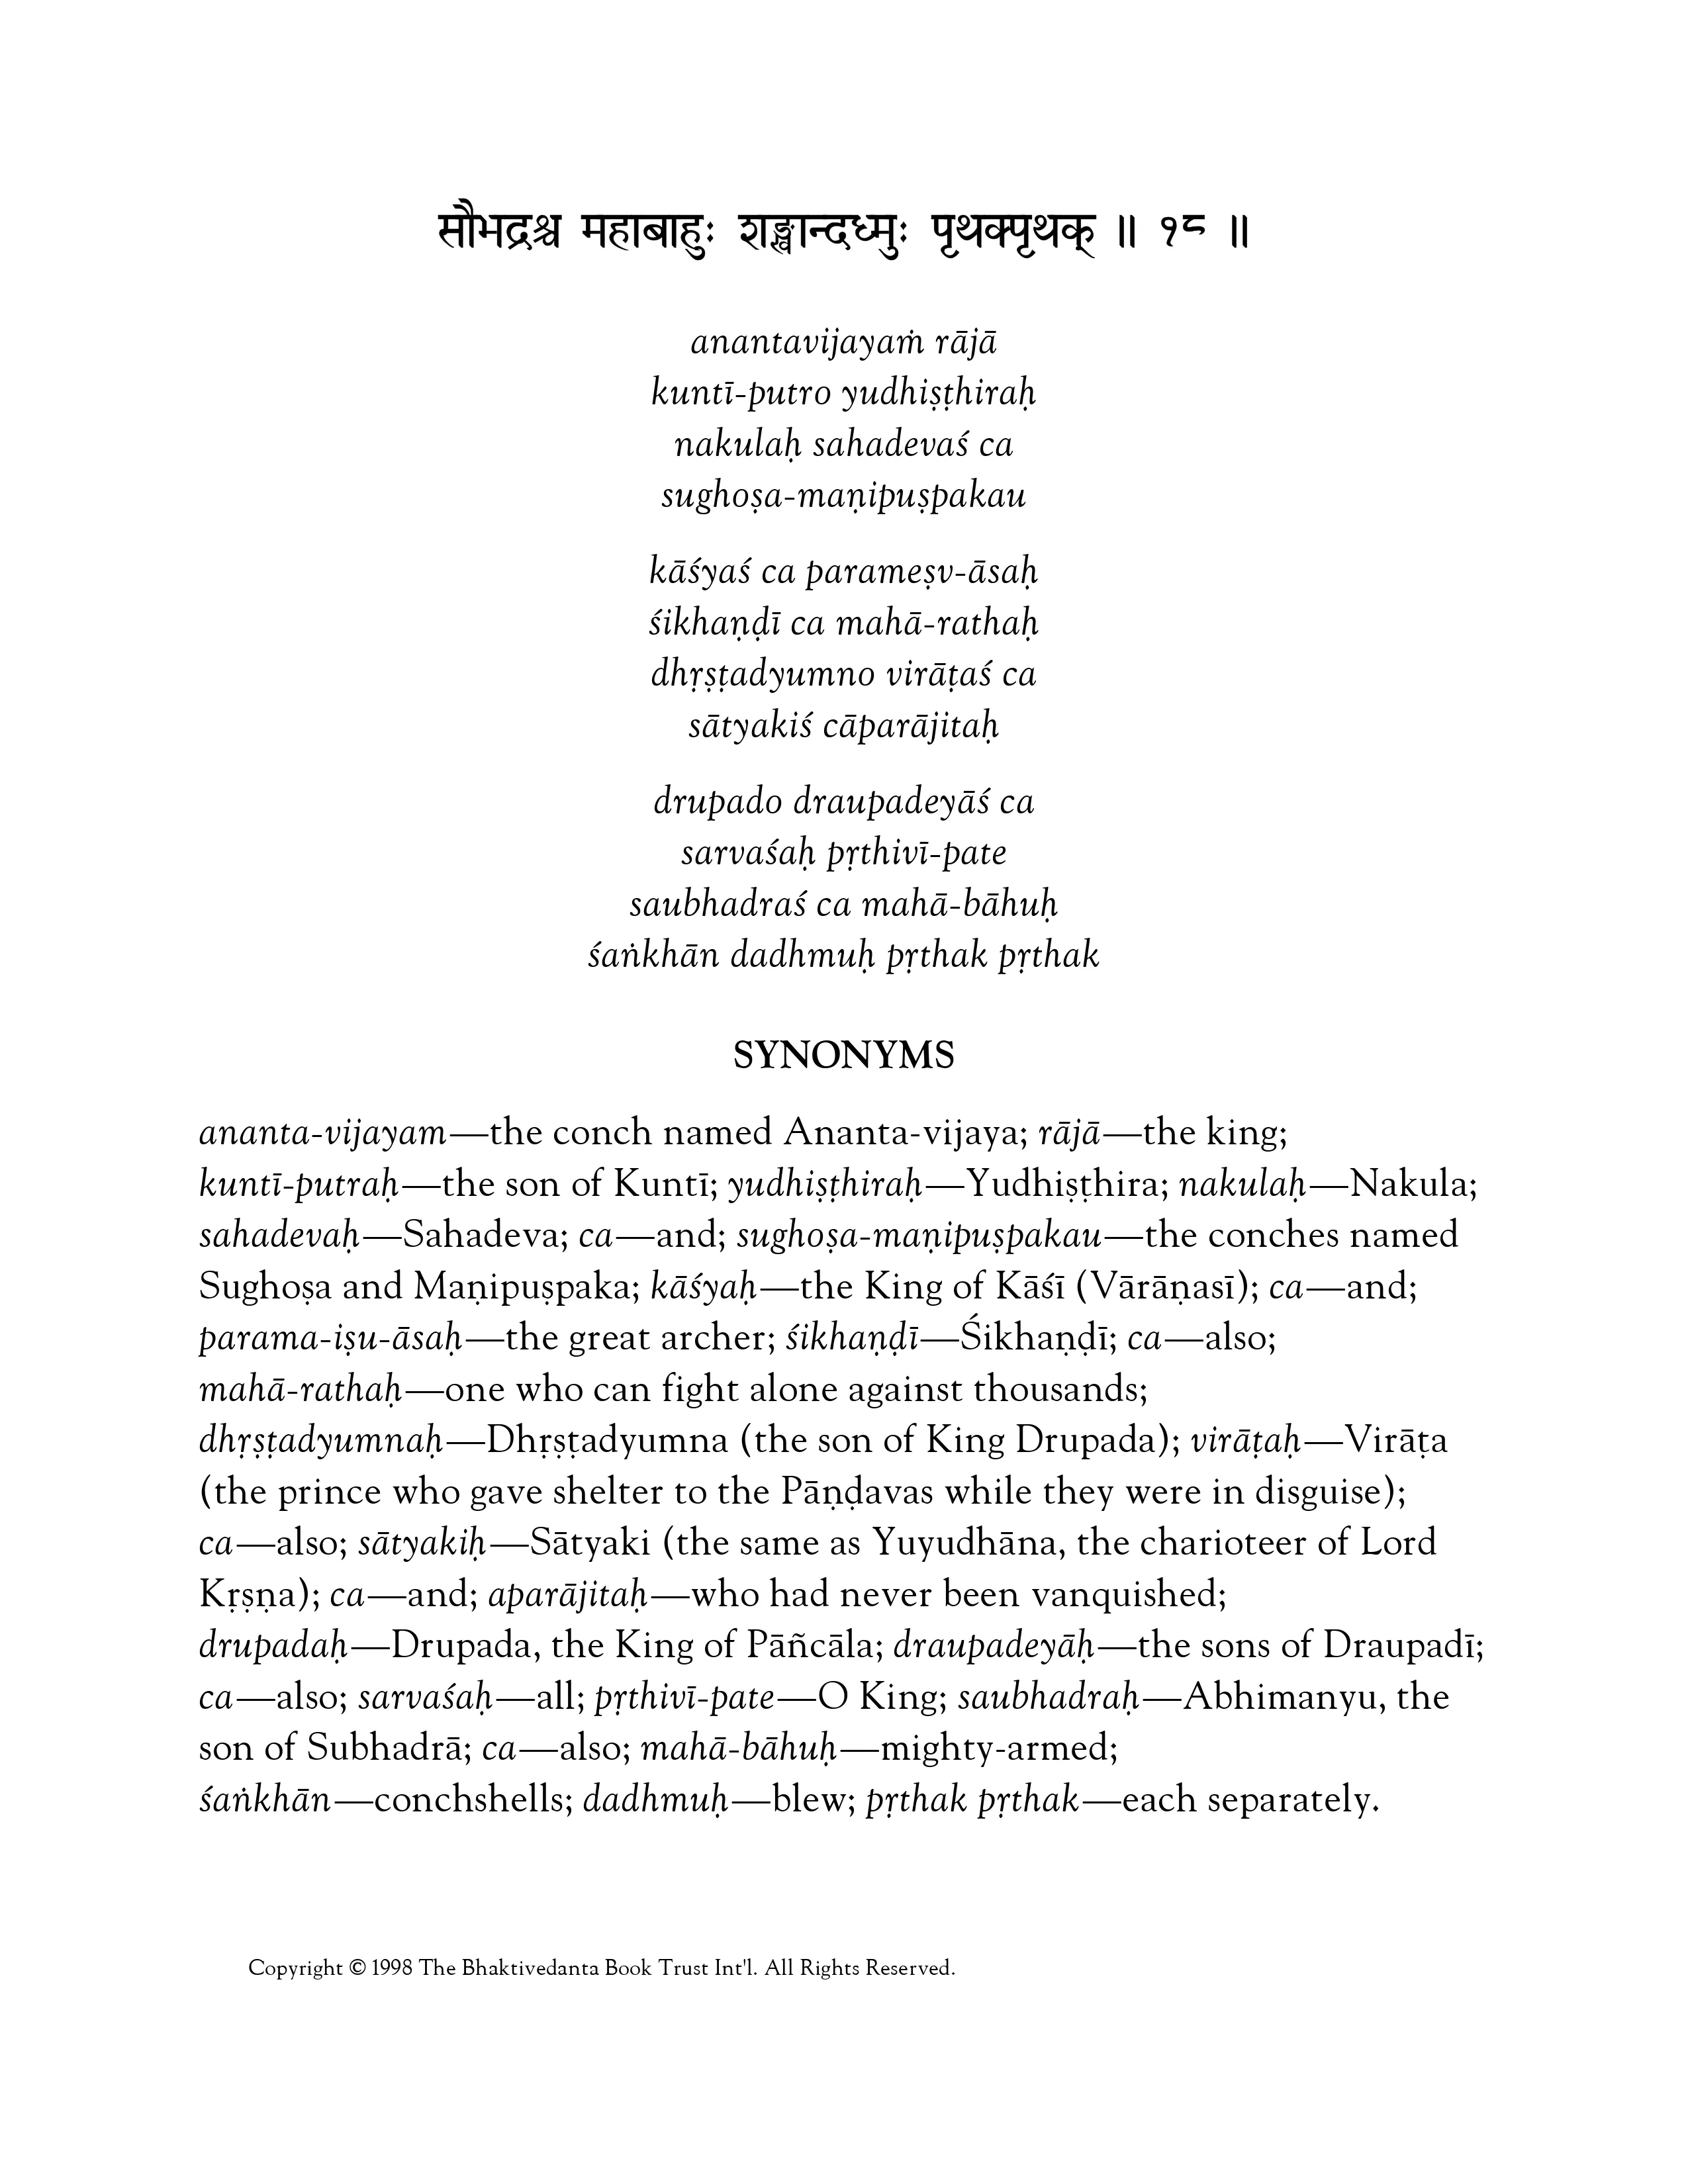 सौभद्रश्च महाबाहुः शङ्खान्दध्मुः पृथक्पृथक् ॥ १८ ॥
anantavijayaṁ rājā
kuntī-putro yudhiṣṭhiraḥ
nakulaḥ sahadevaś ca
sughoṣa-maṇipuṣpakau
kāśyaś ca parameṣv-āsaḥ
śikhaṇḍī ca mahā-rathaḥ
dhṛṣṭadyumno virāṭaś ca
sātyakiś cāparājitaḥ
drupado draupadeyāś ca
sarvaśaḥ pṛthivī-pate
saubhadraś ca mahā-bāhuḥ
śaṅkhān dadhmuḥ pṛthak pṛthak
SYNONYMS
ananta-vijayam—the conch named Ananta-vijaya; rājā—the king;
kuntī-putraḥ—the son of Kuntī; yudhiṣṭhiraḥ—Yudhiṣṭhira; nakulaḥ—Nakula;
sahadevaḥ—Sahadeva; ca—and; sughoṣa-maṇipuṣpakau—the conches named
Sughoṣa and Maṇipuṣpaka; kāśyaḥ—the King of Kāśī (Vārāṇasī); ca—and;
parama-iṣu-āsaḥ—the great archer; śikhaṇḍī—Śikhaṇḍī; ca—also;
mahā-rathaḥ—one who can fight alone against thousands;
dhṛṣṭadyumnaḥ—Dhṛṣṭadyumna (the son of King Drupada); virāṭaḥ—Virāṭa
(the prince who gave shelter to the Pāṇḍavas while they were in disguise);
ca—also; sātyakiḥ—Sātyaki (the same as Yuyudhāna, the charioteer of Lord
Kṛṣṇa); ca—and; aparājitaḥ—who had never been vanquished;
drupadaḥ—Drupada, the King of Pāñcāla; draupadeyāḥ—the sons of Draupadī;
ca—also; sarvaśaḥ—all; pṛthivī-pate—O King; saubhadraḥ—Abhimanyu, the
son of Subhadrā; ca—also; mahā-bāhuḥ—mighty-armed;
śaṅkhān—conchshells; dadhmuḥ—blew; pṛthak pṛthak—each separately.
Copyright © 1998 The Bhaktivedanta Book Trust Int'l. All Rights Reserved.